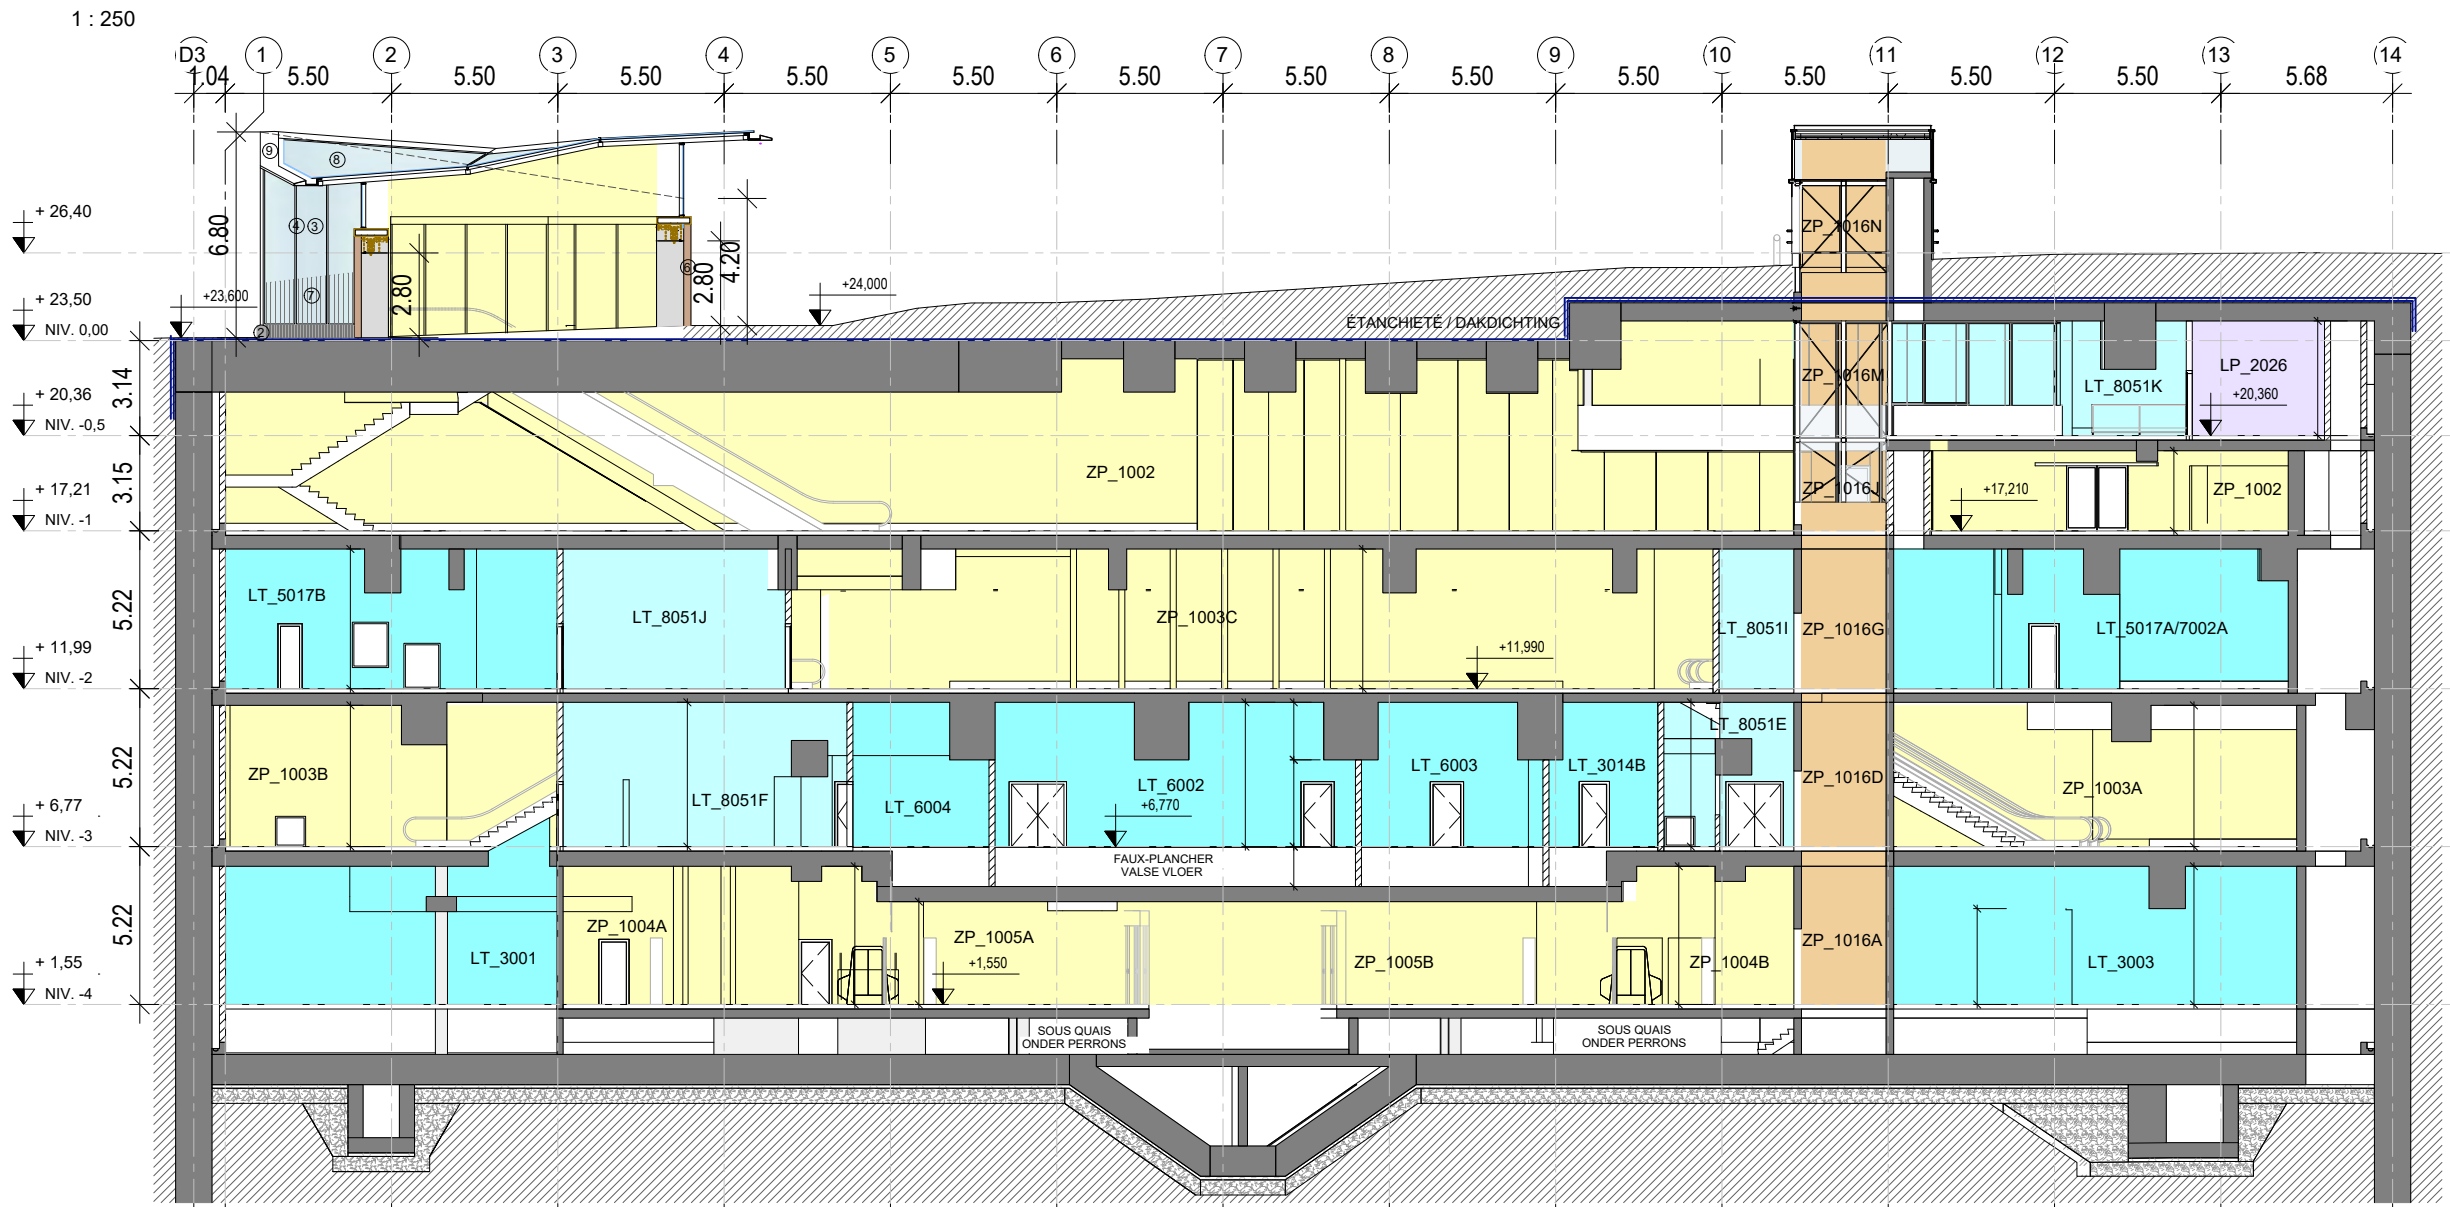 1 : 250
D3 1 2 3 4 5 6 7 8 9 10 11 12 13 14
1.04 5.50 5.50 5.50 5.50 5.50 5.50 5.50 5.50 5.50 5.50 5.50 5.50 5.68
9 8
+ 26,40
6.80
4 3
ZP_1016N
6
2.80 2.80 4.20
7
+23,600
+24,000
+ 23,50
NIV. 0,00
2
ÉTANCHIETÉ / DAKDICHTING
3.14
ZP_1016M
LT_8051K
LP_2026
+20,360
+ 20,36
NIV. -0,5
3.15
ZP_1002
ZP_1016J
+17,210
ZP_1002
+ 17,21
NIV. -1
5.22
LT_5017B
LT_8051J
ZP_1003C
LT_8051I
ZP_1016G
LT_5017A/7002A
+11,990
+ 11,99
NIV. -2
5.22
ZP_1003B
LT_8051F
LT_6004
LT_6002
LT_6003
LT_3014B
LT_8051E
ZP_1016D
ZP_1003A
+6,770
+ 6,77
NIV. -3
FAUX-PLANCHER
VALSE VLOER
5.22
LT_3001
ZP_1004A
ZP_1005A
ZP_1005B
ZP_1004B
ZP_1016A
LT_3003
+1,550
+ 1,55
NIV. -4
SOUS QUAIS
ONDER PERRONS
SOUS QUAIS
ONDER PERRONS